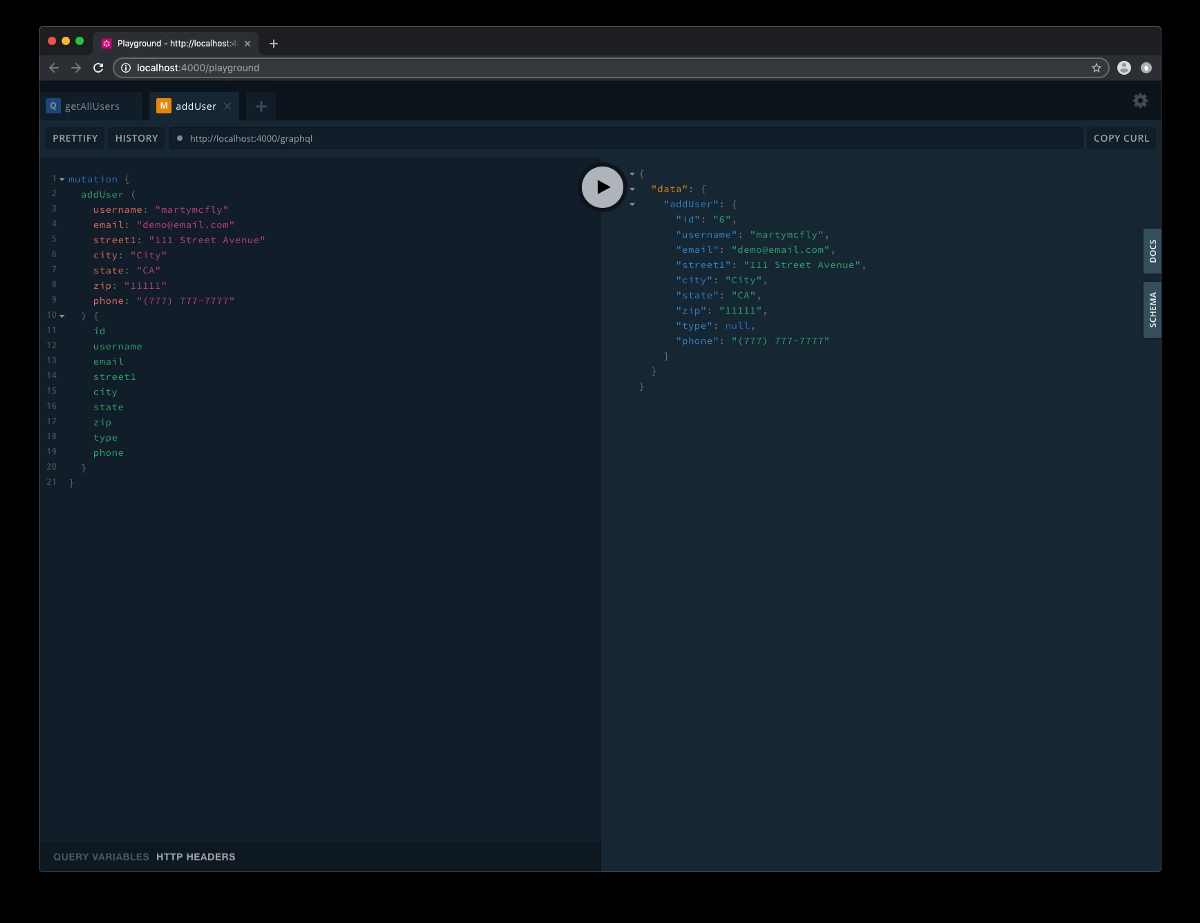 Playground - http://localhost:4
localhost:4000/playground
Q getAllUsers
M addUser
PRETTIFY HISTORY http://localhost:4000/graphql COPY CURL
1 mutation {
2 addUser (
3 username: "martymcfly"
4 email: "demo@email.com"
5 street1: "111 Street Avenue"
6 city: "City"
7 state: "CA"
8 zip: "11111"
9 phone: "(777) 777-7777"
10 ) {
11 id
12 username
13 email
14 street1
15 city
16 state
17 zip
18 type
19 phone
20 }
21 }
{
"data": {
"addUser": {
"id": "6",
"username": "martymcfly",
"email": "demo@email.com",
"street1": "111 Street Avenue",
"city": "City",
"state": "CA",
"zip": "11111",
"type": null,
"phone": "(777) 777-7777"
}
}
}
DOCS
SCHEMA
QUERY VARIABLES HTTP HEADERS